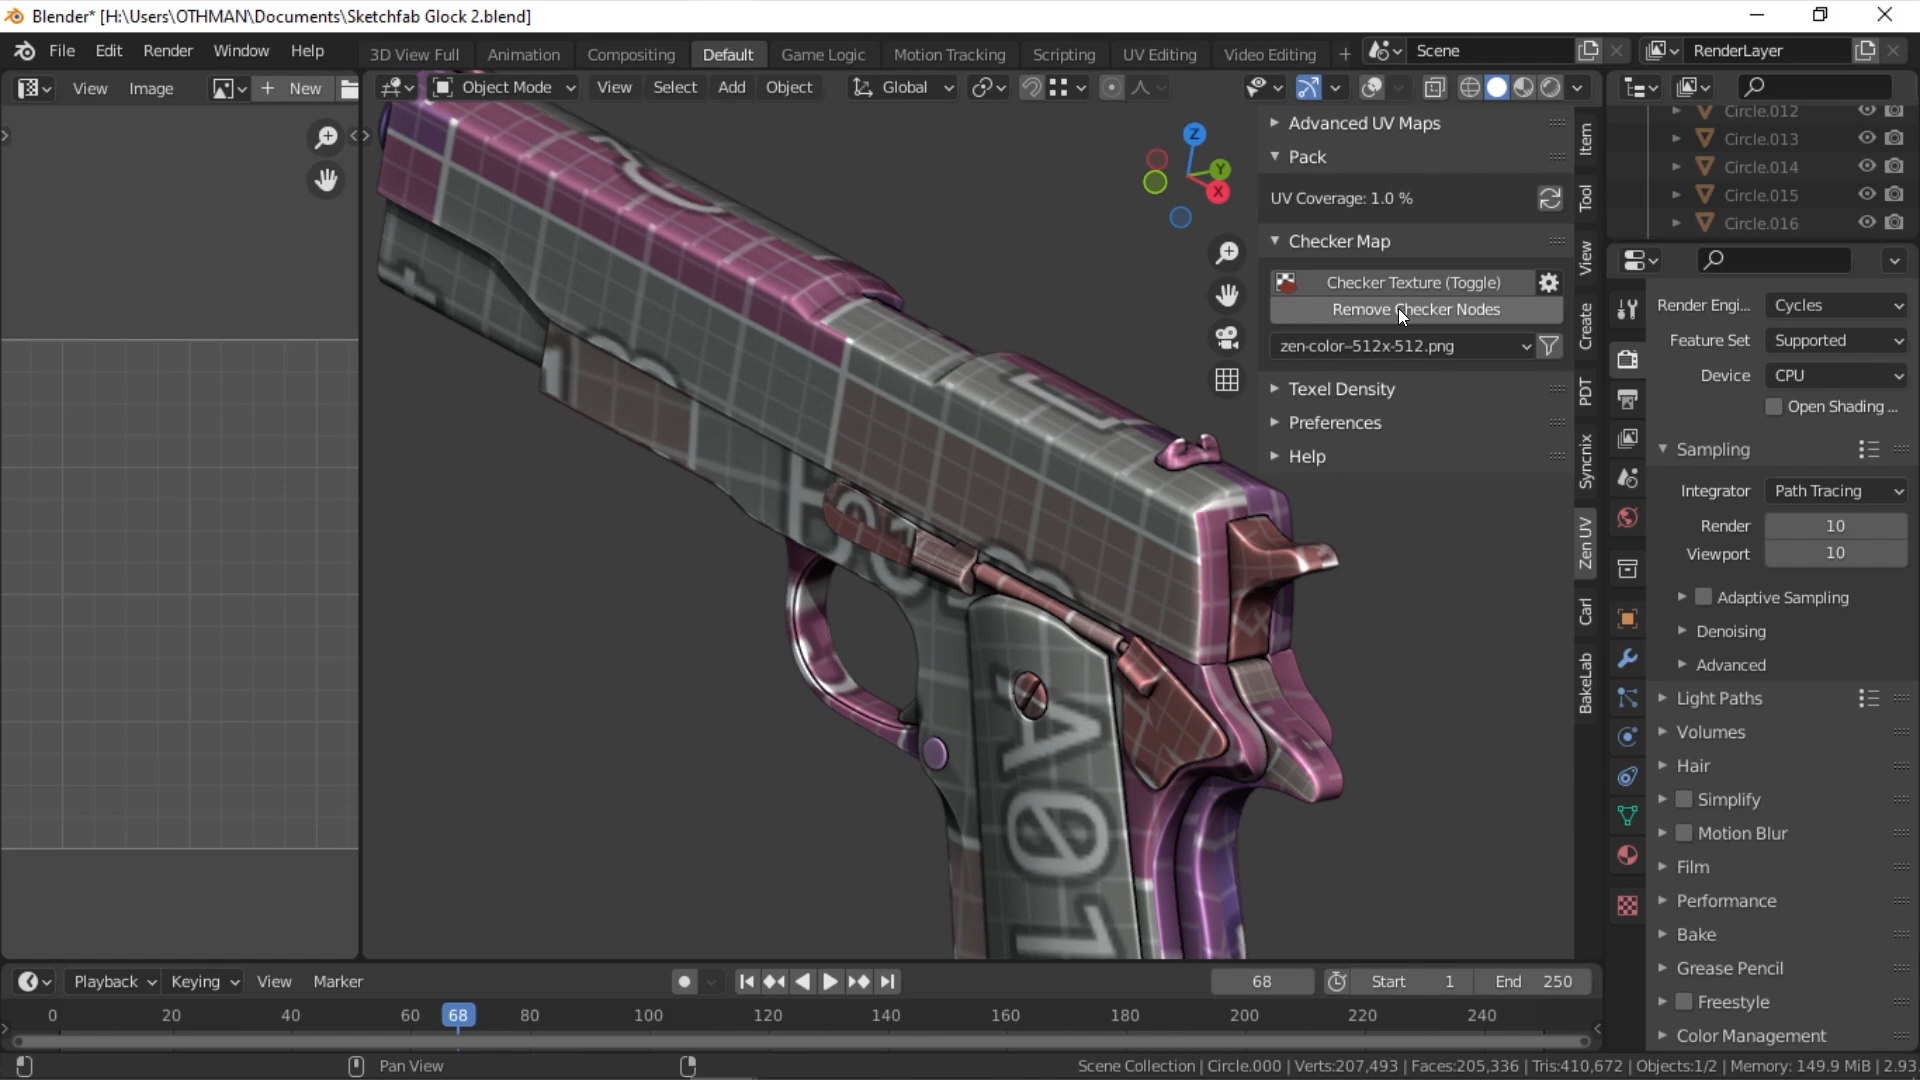 Blender* [H:\Users\OTHMAN\Documents\Sketchfab Glock 2.blend]
File Edit Render Window Help
3D View Full Animation Compositing Default Game Logic Motion Tracking Scripting UV Editing Video Editing +
Scene
RenderLayer
View Image + New
Object Mode View Select Add Object Global
Z
Y
X
Advanced UV Maps
Pack
UV Coverage: 1.0 %
Checker Map
Checker Texture (Toggle)
Remove Checker Nodes
zen-color–512x-512.png
Texel Density
Preferences
Help
Item
Tool
View
Create
PDT
Syncnix
Zen UV
Carl
BakeLab
Circle.012
Circle.013
Circle.014
Circle.015
Circle.016
Render Engi... Cycles
Feature Set Supported
Device CPU
Open Shading ...
Sampling
Integrator Path Tracing
Render 10
Viewport 10
Adaptive Sampling
Denoising
Advanced
Light Paths
Volumes
Hair
Simplify
Motion Blur
Film
Performance
Bake
Grease Pencil
Freestyle
Color Management
A01
Playback Keying View Marker
68 Start 1 End 250
0 20 40 60 68 80 100 120 140 160 180 200 220 240
Pan View
Scene Collection | Circle.000 | Verts:207,493 | Faces:205,336 | Tris:410,672 | Objects:1/2 | Memory: 149.9 MiB | 2.93